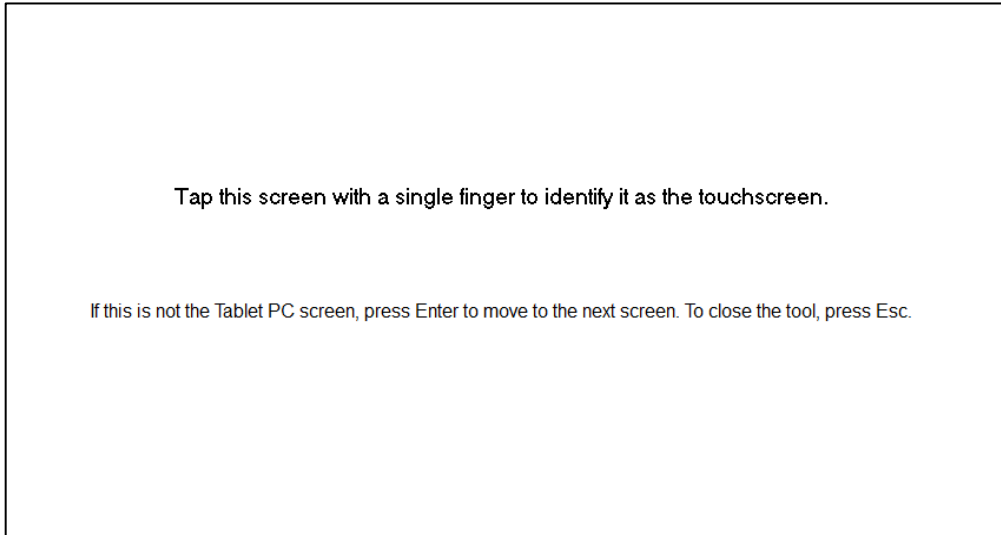 Tap this screen with a single finger to identify it as the touchscreen.
If this is not the Tablet PC screen, press Enter to move to the next screen. To close the tool, press Esc.